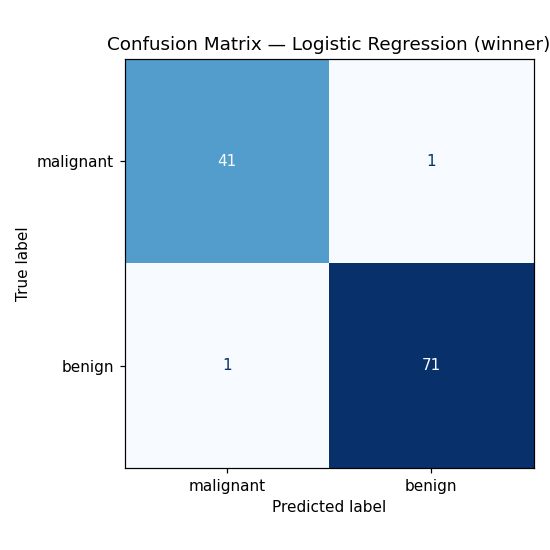 Confusion Matrix — Logistic Regression (winner)
malignant
41
1
True label
benign
1
71
malignant
benign
Predicted label